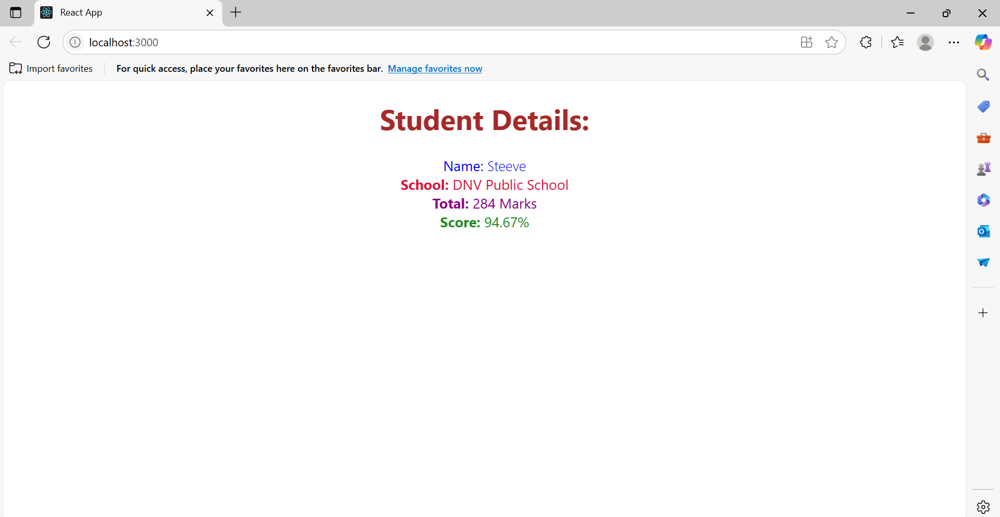 React App
localhost:3000
Import favorites
For quick access, place your favorites here on the favorites bar. Manage favorites now
Student Details:
Name: Steeve
School: DNV Public School
Total: 284 Marks
Score: 94.67%